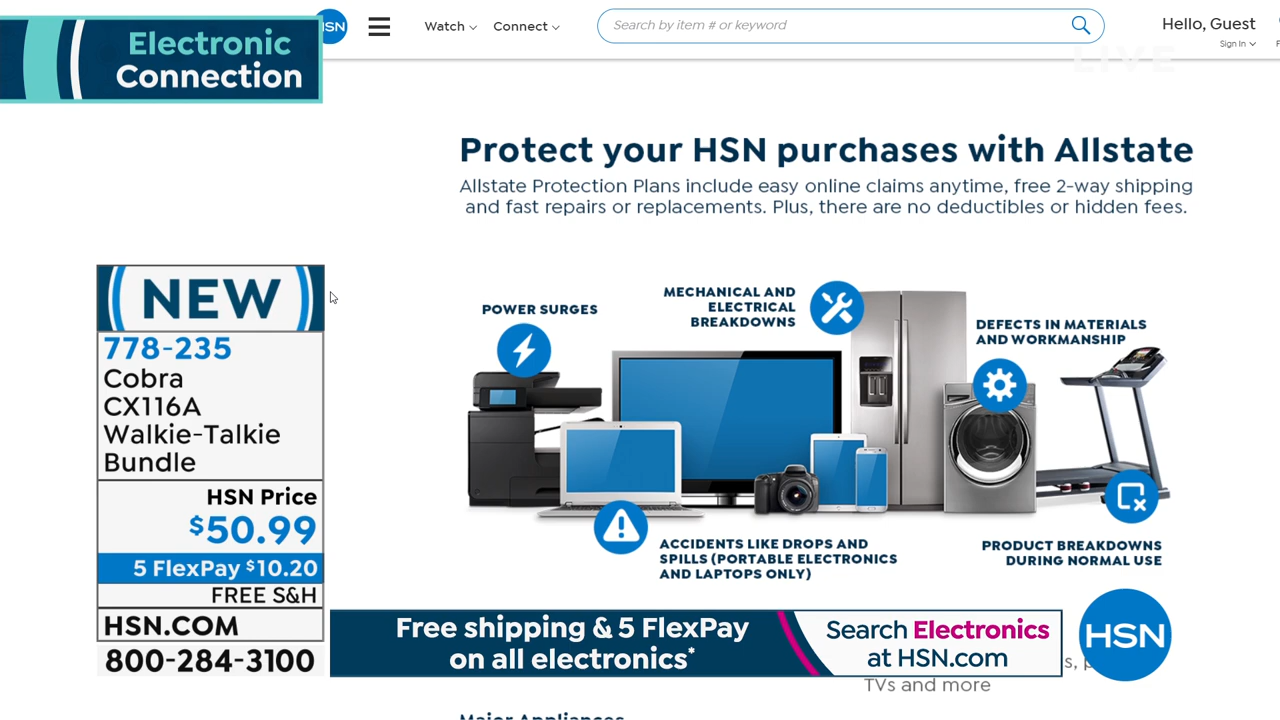 Electronic
Connection
HSN
Watch
Connect
Search by item # or keyword
Hello, Guest
Sign In
LIVE
Protect your HSN purchases with Allstate
Allstate Protection Plans include easy online claims anytime, free 2-way shipping
and fast repairs or replacements. Plus, there are no deductibles or hidden fees.
NEW
778-235
Cobra
CX116A
Walkie-Talkie
Bundle
HSN Price
$50.99
5 FlexPay $10.20
FREE S&H
HSN.COM
800-284-3100
POWER SURGES
MECHANICAL AND
ELECTRICAL
BREAKDOWNS
DEFECTS IN MATERIALS
AND WORKMANSHIP
ACCIDENTS LIKE DROPS AND
SPILLS (PORTABLE ELECTRONICS
AND LAPTOPS ONLY)
PRODUCT BREAKDOWNS
DURING NORMAL USE
Free shipping & 5 FlexPay
on all electronics*
Search Electronics
at HSN.com
HSN
TVs and more
Major Appliances